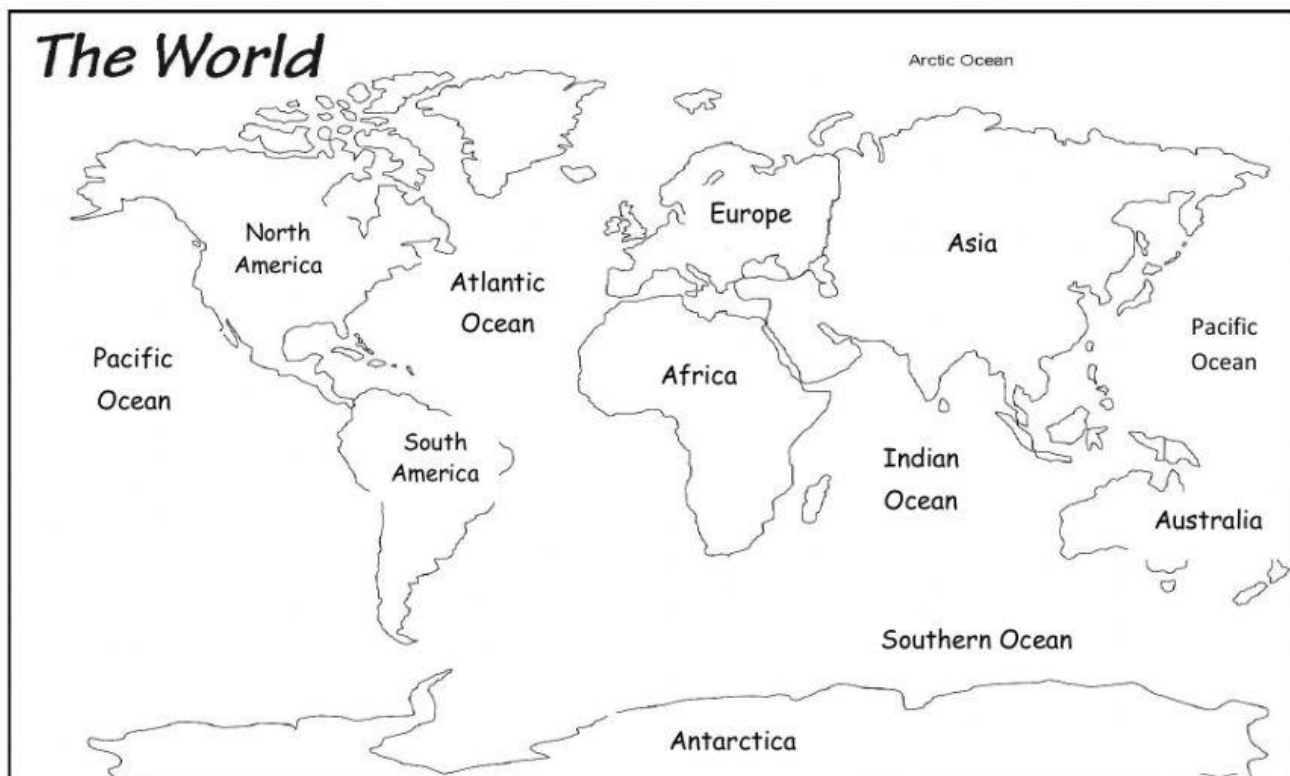 The World
Arctic Ocean
North
America
Europe
Asia
Atlantic
Ocean
Pacific
Ocean
Africa
Pacific
Ocean
South
America
Indian
Ocean
Australia
Southern Ocean
Antarctica